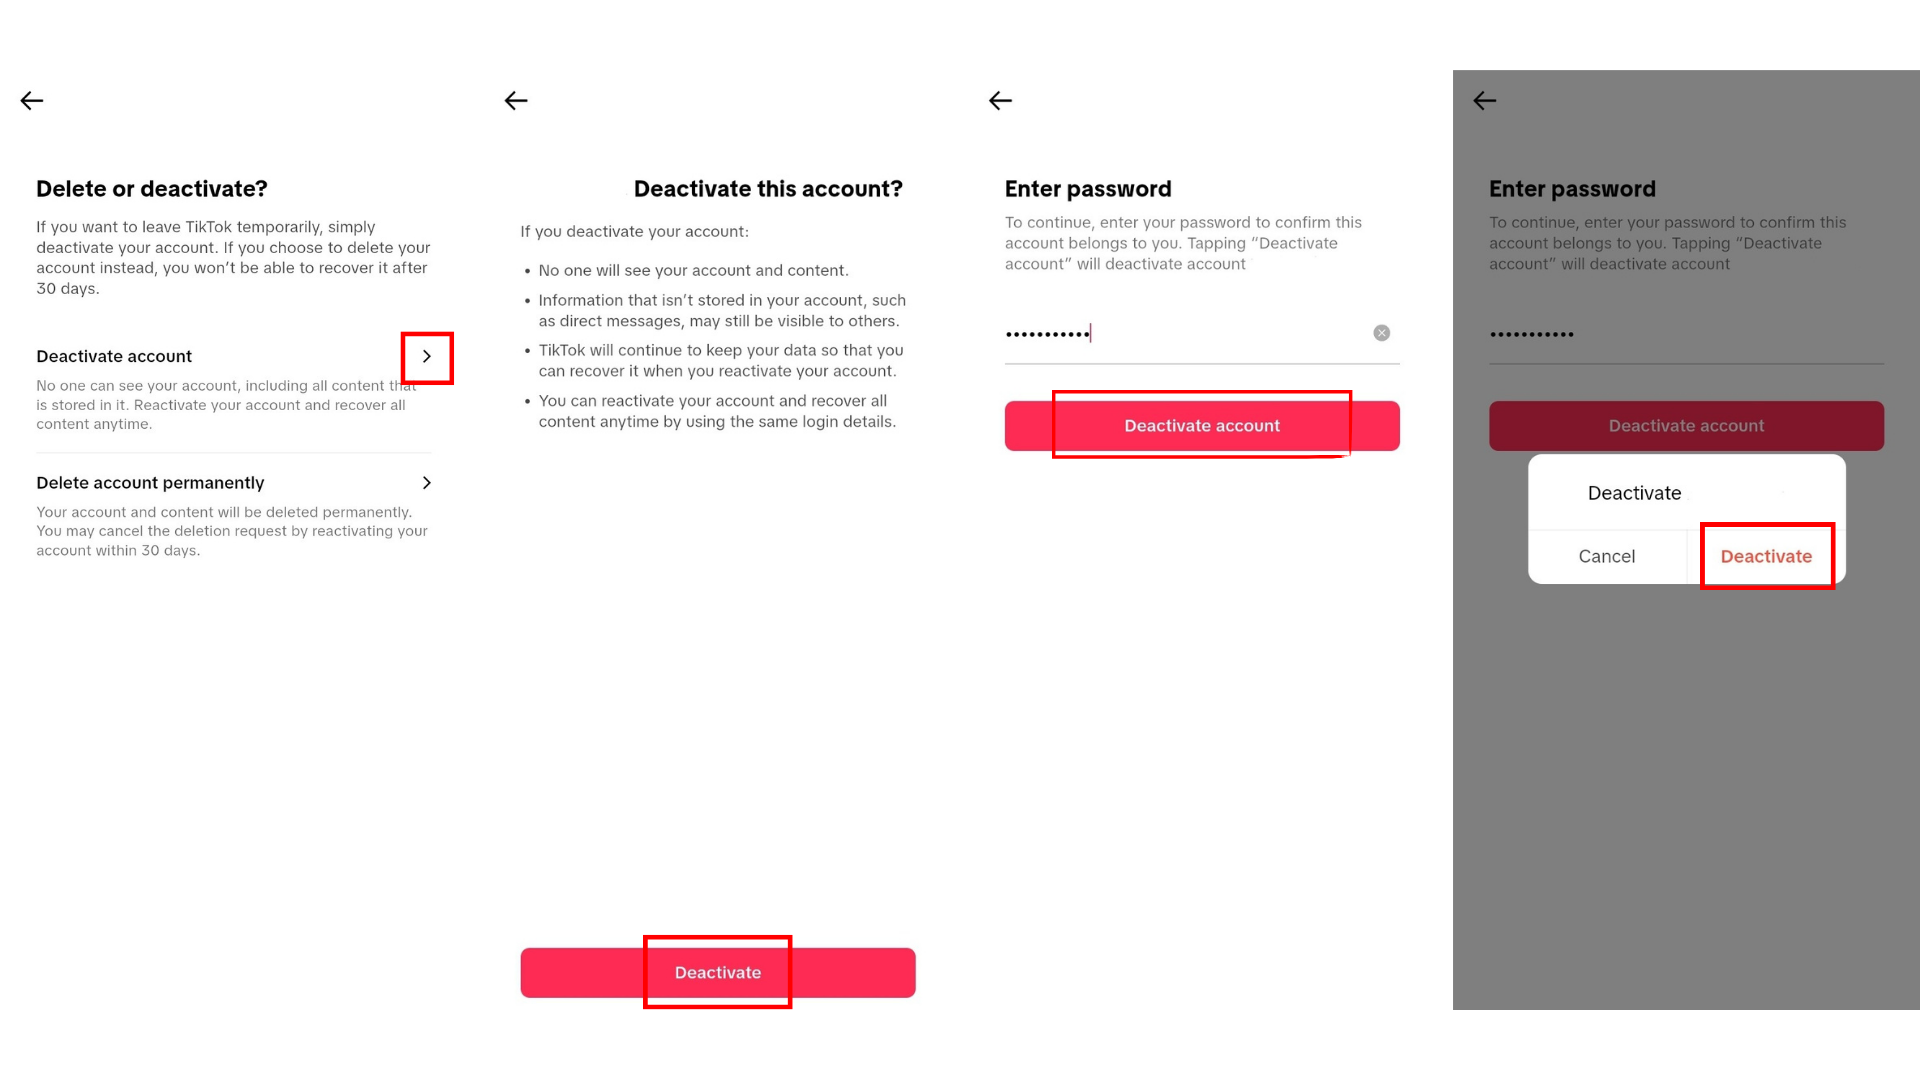 Delete or deactivate?
If you want to leave TikTok temporarily, simply
deactivate your account. If you choose to delete your
account instead, you won't be able to recover it after
30 days.
Deactivate account
No one can see your account, including all content that
is stored in it. Reactivate your account and recover all
content anytime.
Delete account permanently
Your account and content will be deleted permanently.
You may cancel the deletion request by reactivating your
account within 30 days.
Deactivate this account?
If you deactivate your account:
• No one will see your account and content.
• Information that isn't stored in your account, such
as direct messages, may still be visible to others.
• TikTok will continue to keep your data so that you
can recover it when you reactivate your account.
• You can reactivate your account and recover all
content anytime by using the same login details.
Deactivate
Enter password
To continue, enter your password to confirm this
account belongs to you. Tapping "Deactivate
account" will deactivate account
•••••••••••
Deactivate account
Enter password
To continue, enter your password to confirm this
account belongs to you. Tapping "Deactivate
account" will deactivate account
•••••••••••
Deactivate account
Deactivate
Cancel
Deactivate